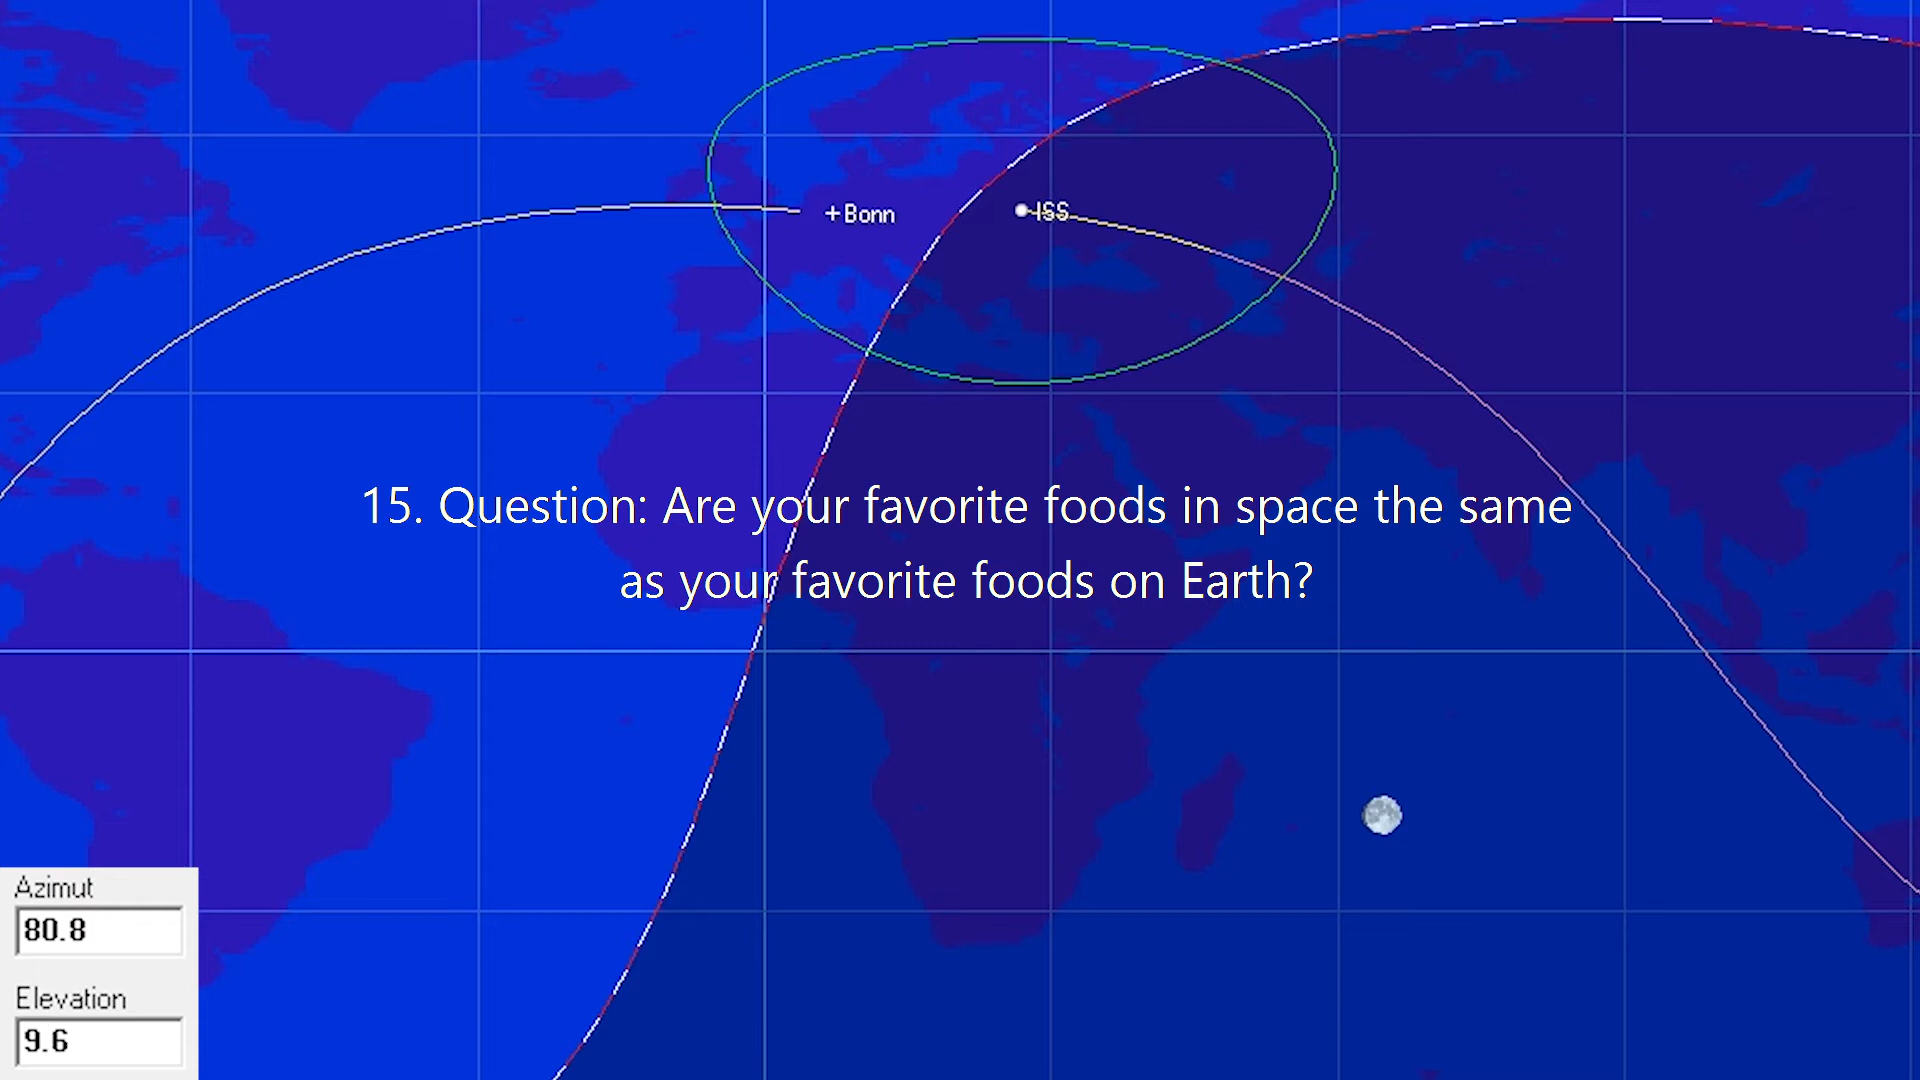 +Bonn
ISS
15. Question: Are your favorite foods in space the same
as your favorite foods on Earth?
Azimut
80.8
Elevation
9.6